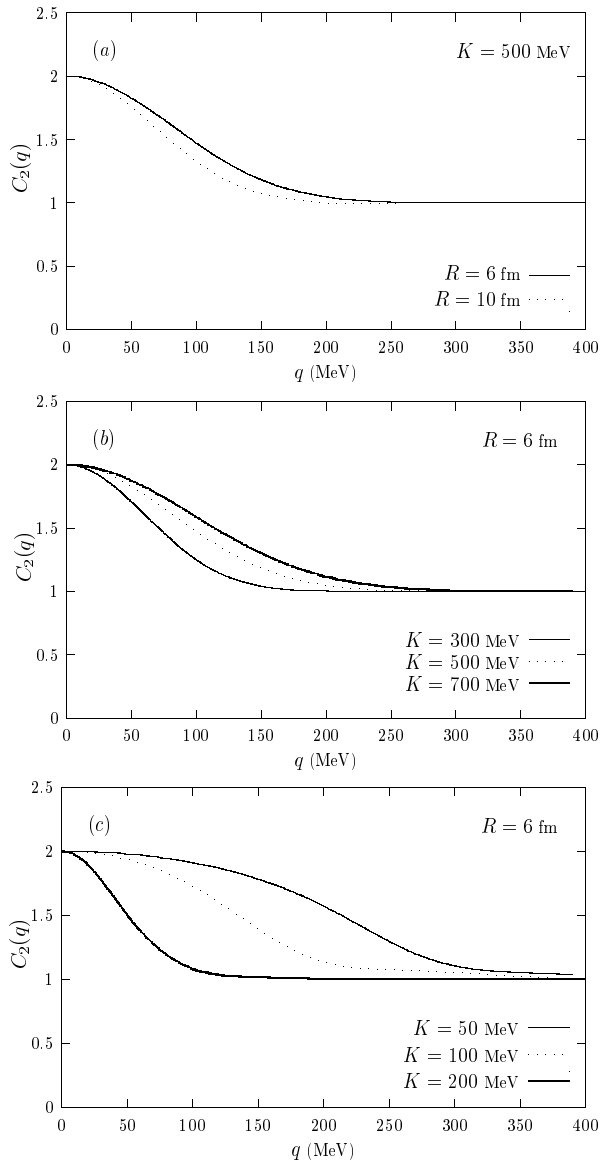 2.5
(a)
K = 500 MeV
2
1.5
C₂(q)
1
0.5
R = 6 fm
R = 10 fm
0
0 50 100 150 200 250 300 350 400
q (MeV)
2.5
(b)
R = 6 fm
2
1.5
C₂(q)
1
0.5
K = 300 MeV
K = 500 MeV
K = 700 MeV
0
0 50 100 150 200 250 300 350 400
q (MeV)
2.5
(c)
R = 6 fm
2
1.5
C₂(q)
1
0.5
K = 50 MeV
K = 100 MeV
K = 200 MeV
0
0 50 100 150 200 250 300 350 400
q (MeV)